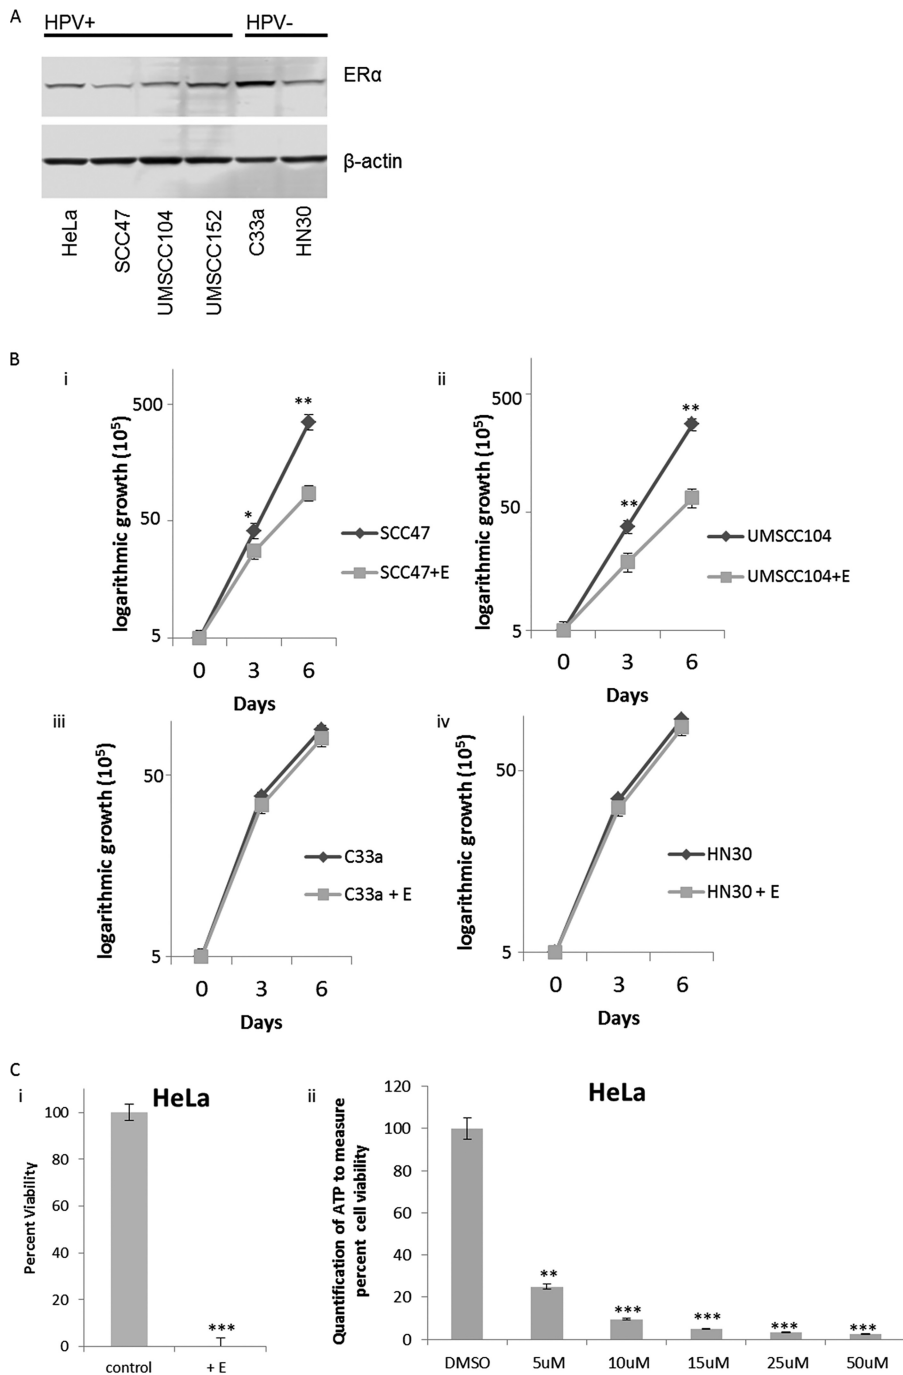 A
HPV+ HPV-
ERα
β-actin
HeLa
SCC47
UMSCC104
UMSCC152
C33a
HN30
B
i
logarithmic growth (10⁵)
500
50
5
*
**
SCC47
SCC47+E
0 3 6
Days
ii
logarithmic growth (10⁵)
500
50
5
**
**
UMSCC104
UMSCC104+E
0 3 6
Days
iii
logarithmic growth (10⁵)
50
5
C33a
C33a + E
0 3 6
Days
iv
logarithmic growth (10⁵)
50
5
HN30
HN30 + E
0 3 6
Days
C
i
HeLa
Percent Viability
100
80
60
40
20
0
***
control + E
ii
HeLa
Quantification of ATP to measure
percent cell viability
120
100
80
60
40
20
0
** *** *** *** ***
DMSO 5uM 10uM 15uM 25uM 50uM